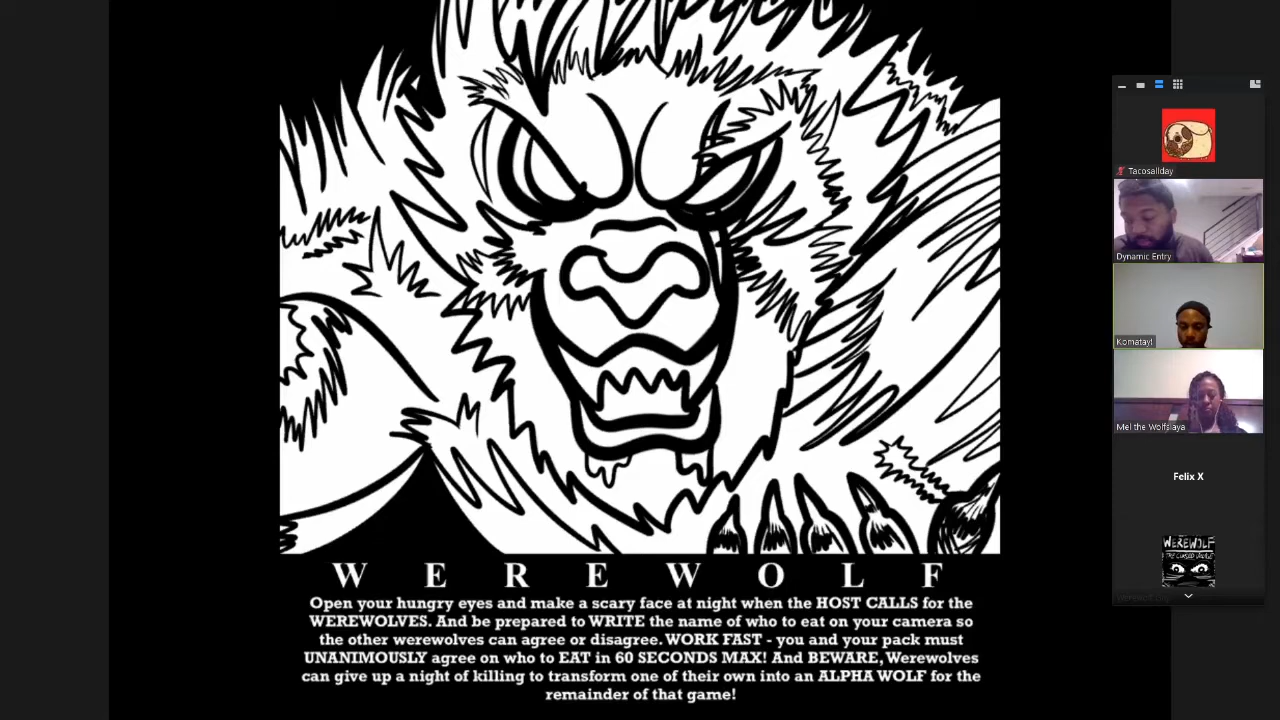 W E R E W O L F
Open your hungry eyes and make a scary face at night when the HOST CALLS for the
WEREWOLVES. And be prepared to WRITE the name of who to eat on your camera so
the other werewolves can agree or disagree. WORK FAST - you and your pack must
UNANIMOUSLY agree on who to EAT in 60 SECONDS MAX! And BEWARE, Werewolves
can give up a night of killing to transform one of their own into an ALPHA WOLF for the
remainder of that game!
Tacosallday
Dynamic Entry
Komatay!
Mel the Wolfslaya
Felix X
WEREWOLF